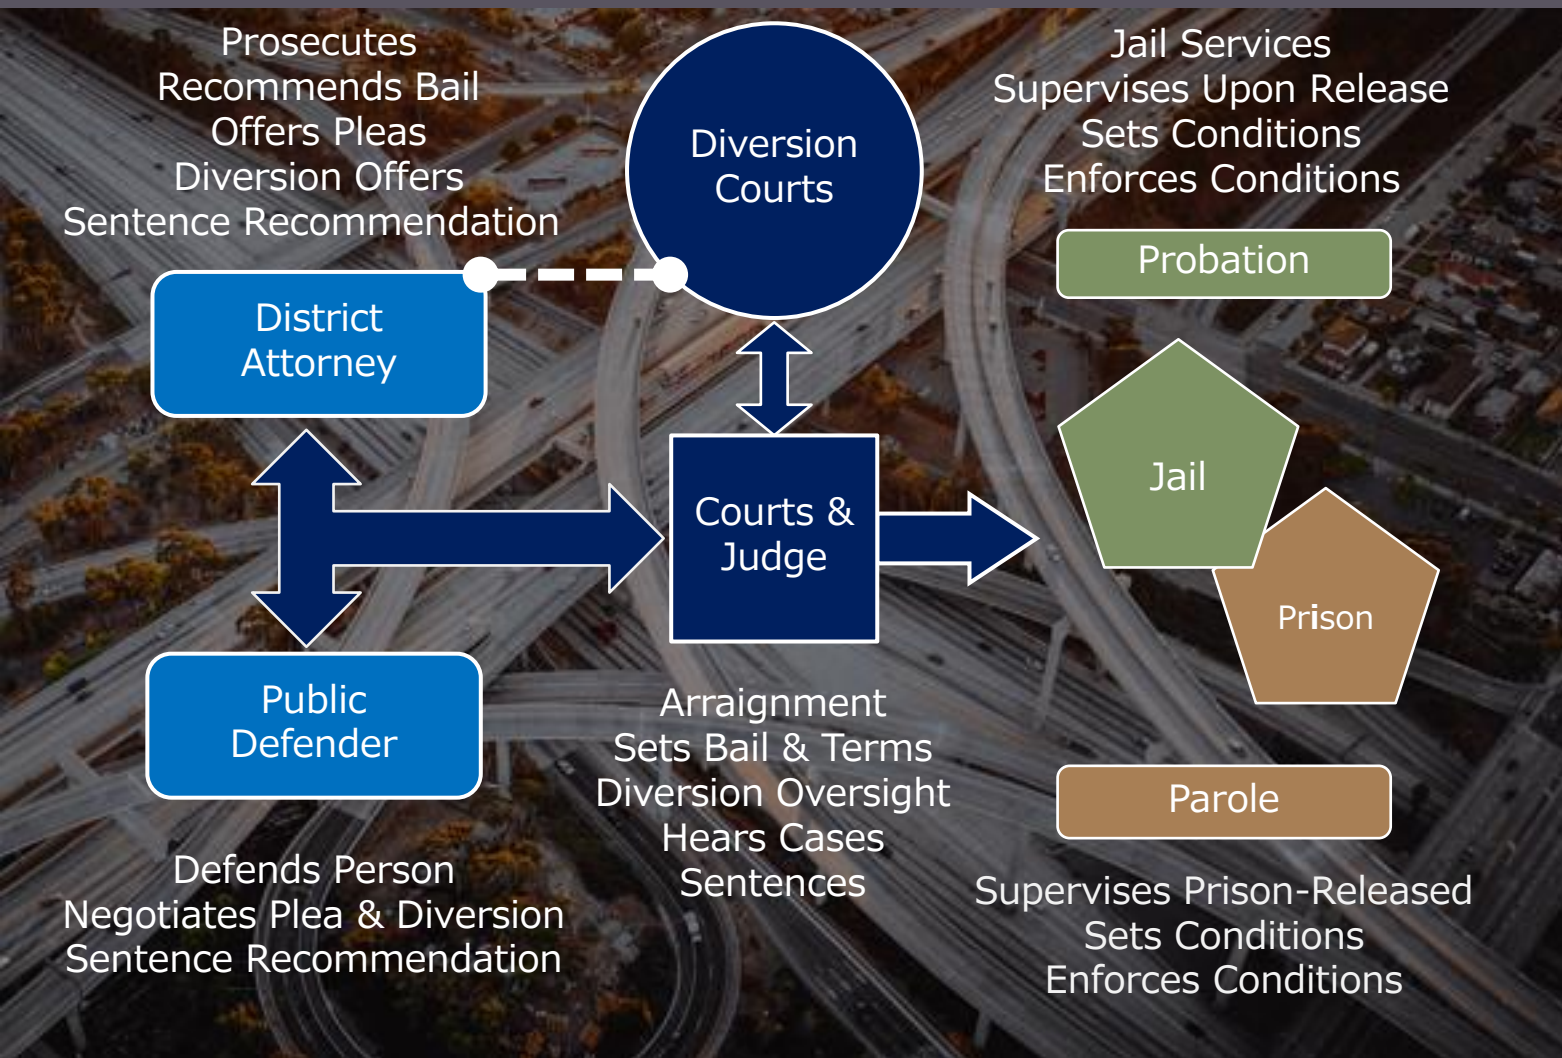 Prosecutes
Recommends Bail
Offers Pleas
Diversion Offers
Sentence Recommendation
District
Attorney
Public
Defender
Defends Person
Negotiates Plea & Diversion
Sentence Recommendation
Diversion
Courts
Courts &
Judge
Arraignment
Sets Bail & Terms
Diversion Oversight
Hears Cases
Sentences
Jail Services
Supervises Upon Release
Sets Conditions
Enforces Conditions
Probation
Jail
Prison
Parole
Supervises Prison-Released
Sets Conditions
Enforces Conditions